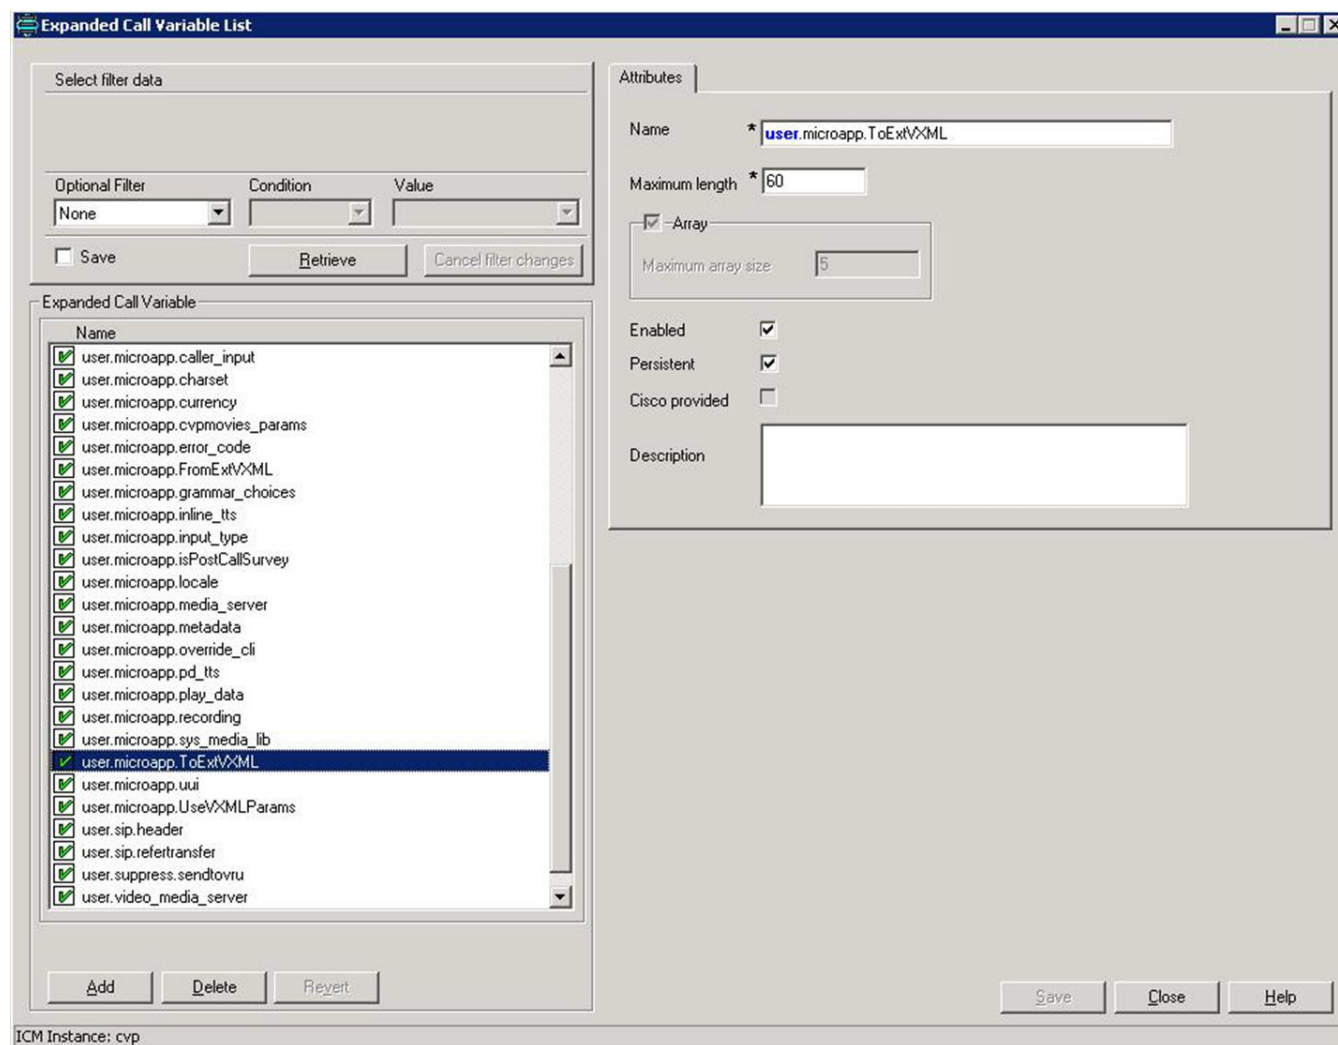 Expanded Call Variable List
Select filter data
Optional Filter Condition Value
None
Save Retrieve Cancel filter changes
Expanded Call Variable
Name
user.microapp.caller_input
user.microapp.charset
user.microapp.currency
user.microapp.cvpmovies_params
user.microapp.error_code
user.microapp.FromExtVXML
user.microapp.grammar_choices
user.microapp.inline_tts
user.microapp.input_type
user.microapp.isPostCallSurvey
user.microapp.locale
user.microapp.media_server
user.microapp.metadata
user.microapp.override_cli
user.microapp.pd_tts
user.microapp.play_data
user.microapp.recording
user.microapp.sys_media_lib
user.microapp.ToExtVXML
user.microapp.uui
user.microapp.UseVXMLParams
user.sip.header
user.sip.refertransfer
user.suppress.sendtovru
user.video_media_server
Add Delete Revert
Attributes
Name * user.microapp.ToExtVXML
Maximum length * 60
Array
Maximum array size 5
Enabled
Persistent
Cisco provided
Description
Save Close Help
ICM Instance: cvp